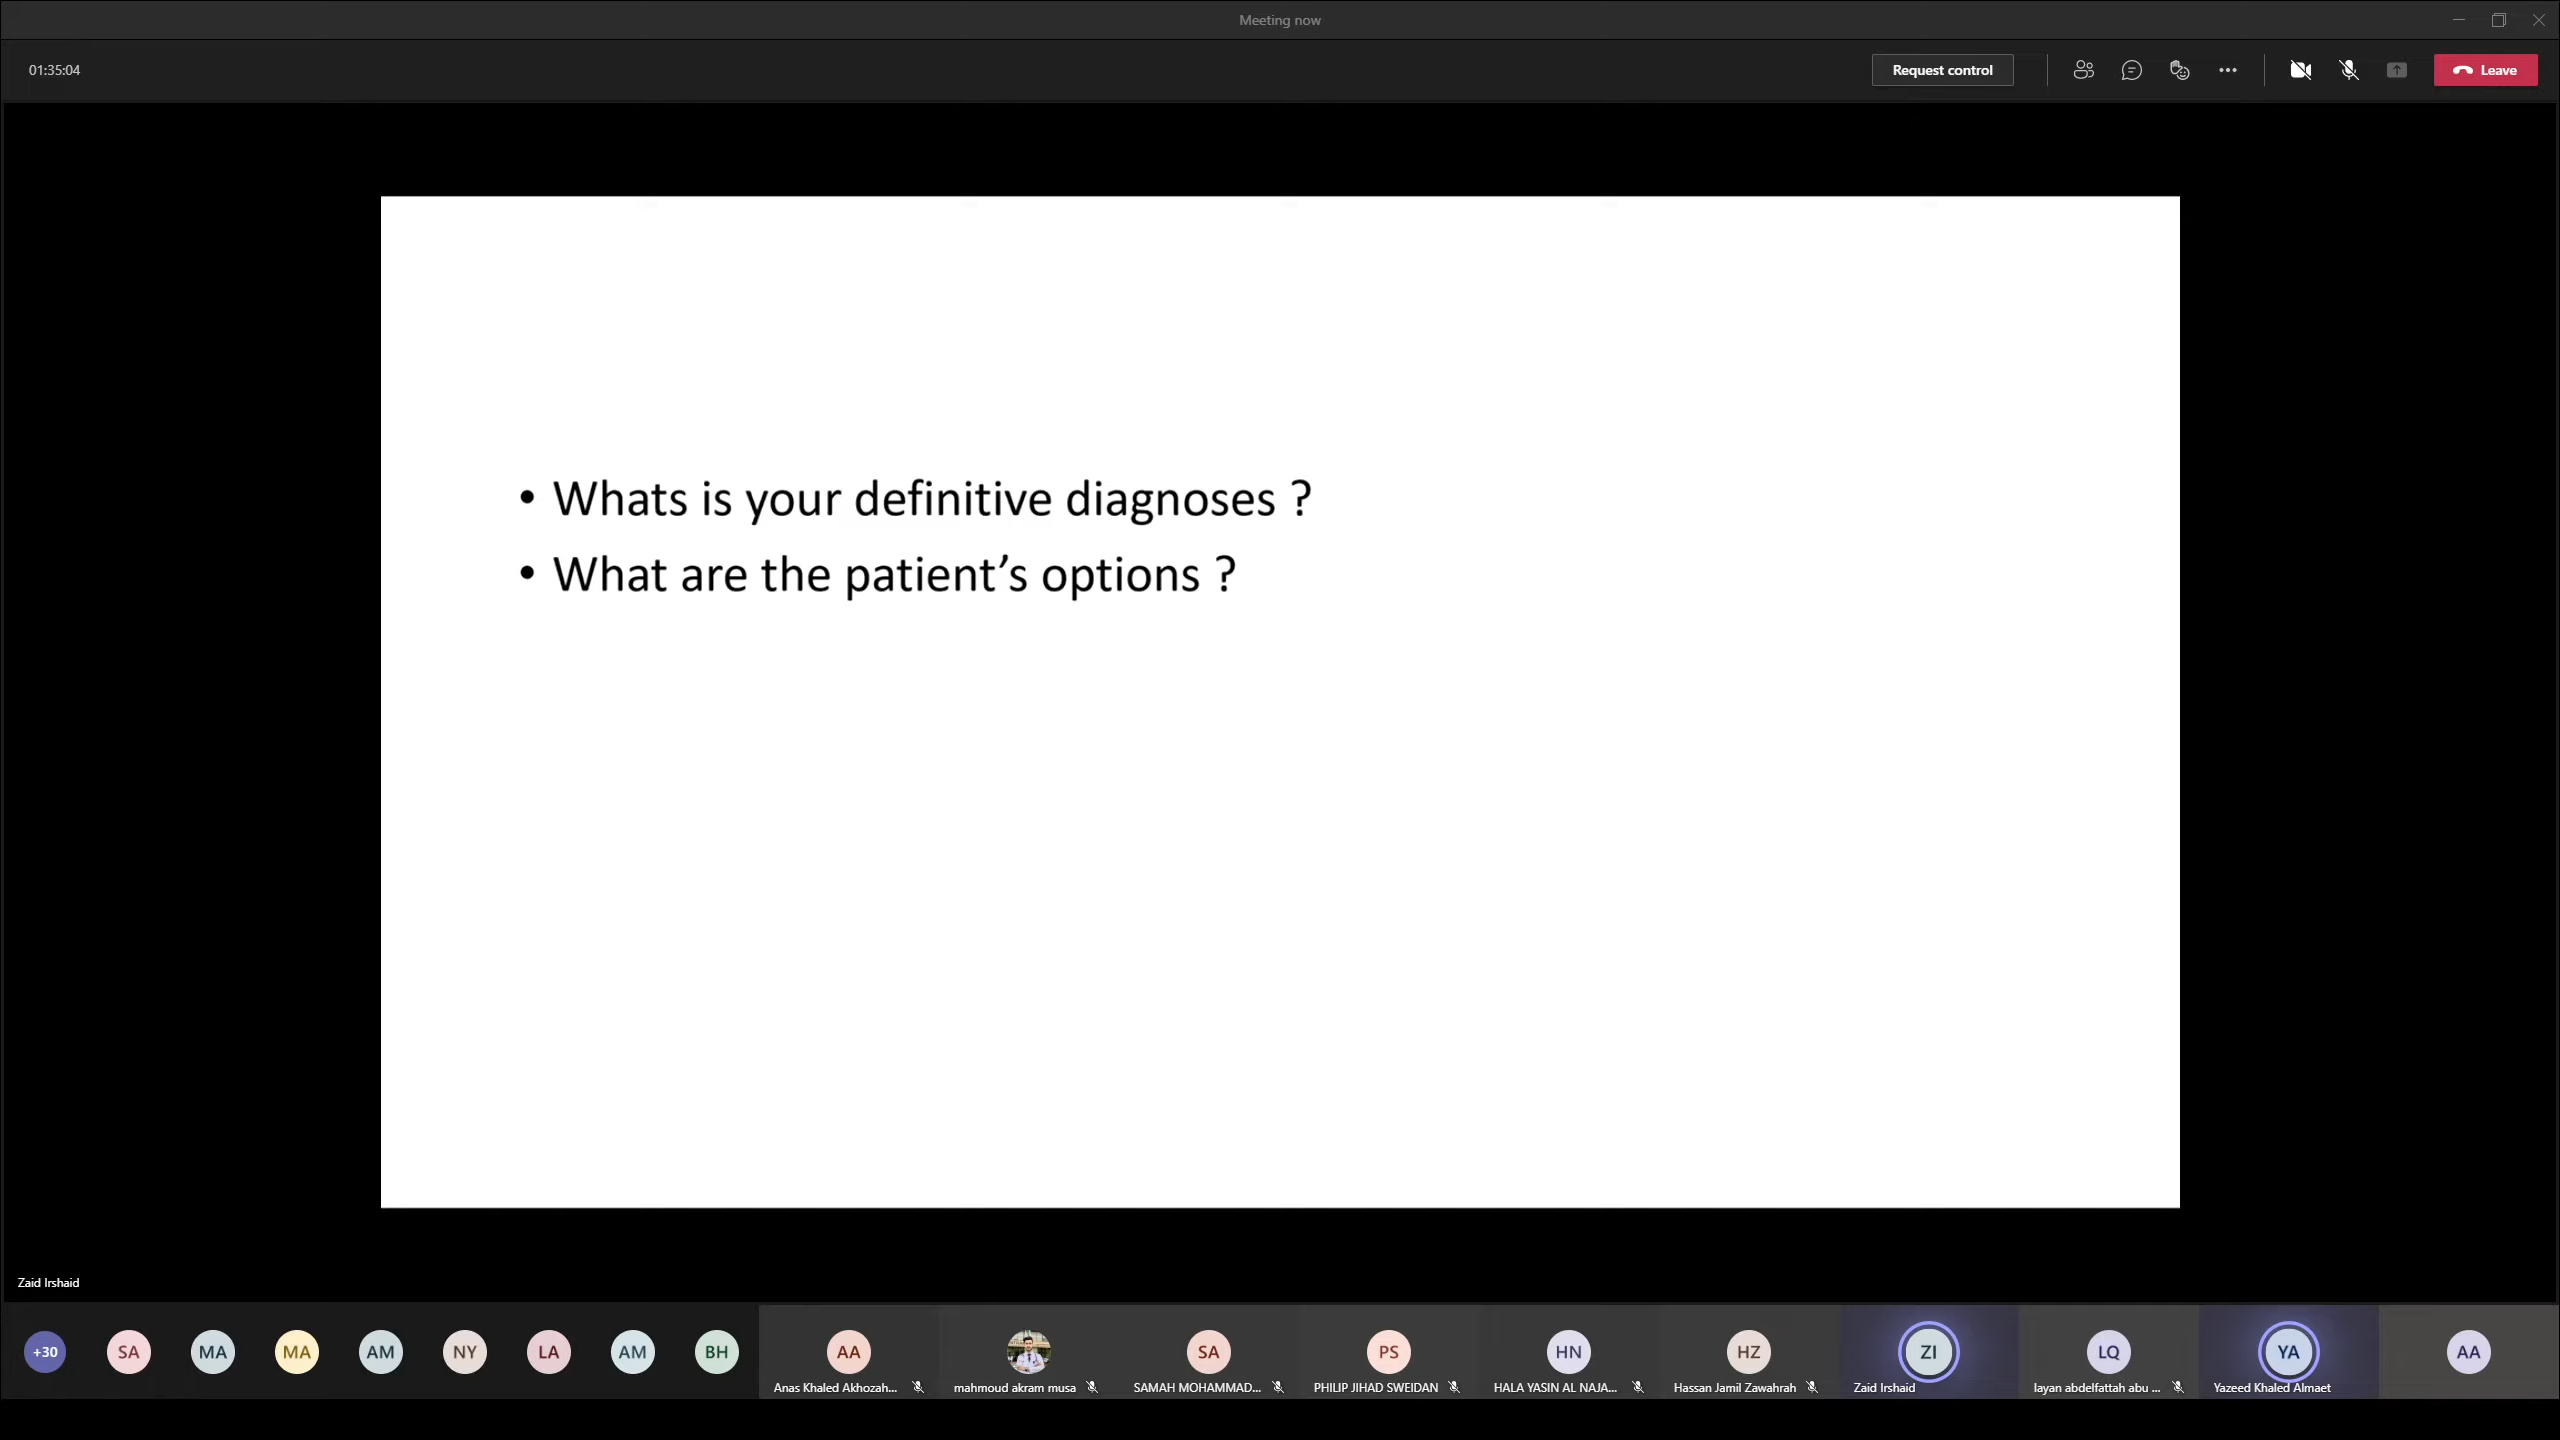 Meeting now
01:35:04
Request control
Leave
• Whats is your definitive diagnoses ?
• What are the patient’s options ?
Zaid Irshaid
+30
SA
MA
MA
AM
NY
LA
AM
BH
AA
SA
PS
HN
HZ
ZI
LQ
YA
AA
Anas Khaled Akhozah...
mahmoud akram musa
SAMAH MOHAMMAD...
PHILIP JIHAD SWEIDAN
HALA YASIN AL NAJA...
Hassan Jamil Zawahrah
Zaid Irshaid
layan abdelfattah abu ...
Yazeed Khaled Almaet